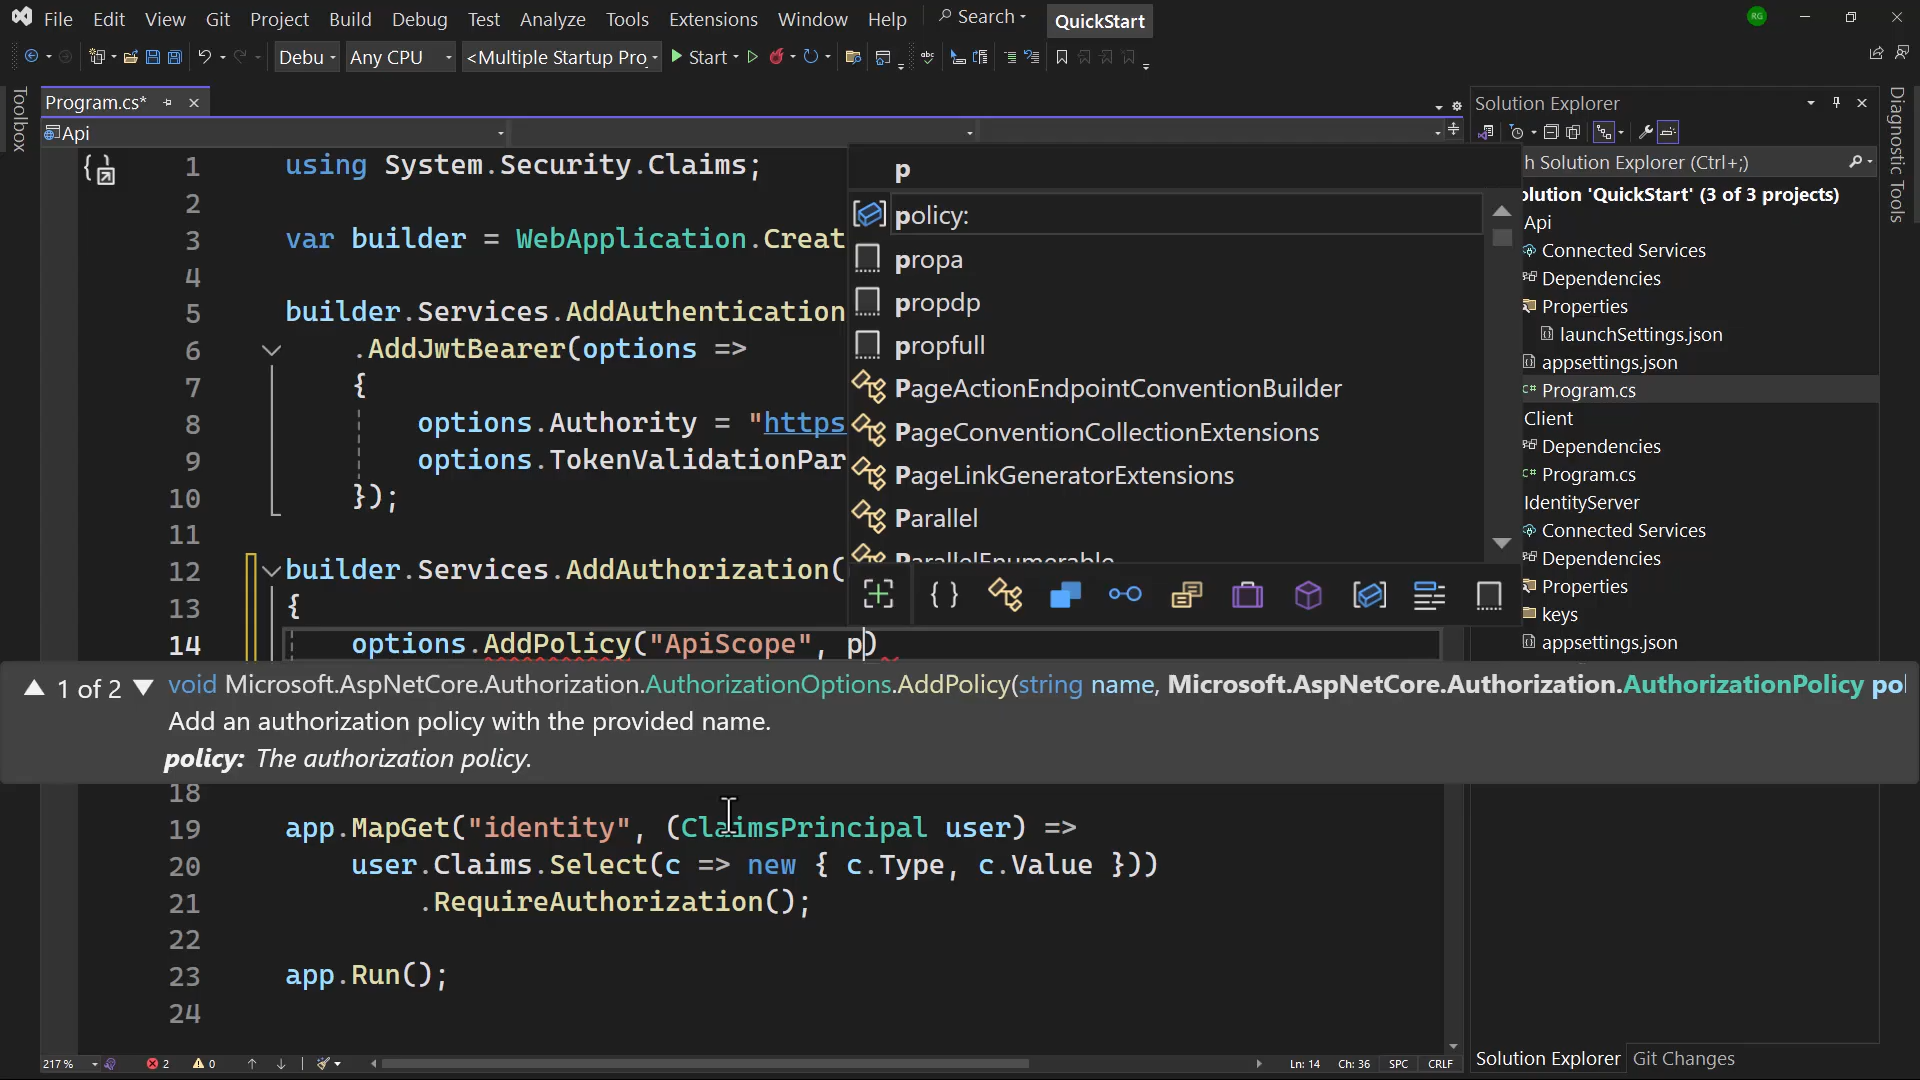 File Edit View Git Project Build Debug Test Analyze Tools Extensions Window Help Search QuickStart RG
Debu Any CPU <Multiple Startup Pro Start
Toolbox
Program.cs*
Api
1 using System.Security.Claims;
2
3 var builder = WebApplication.Creat
4
5 builder.Services.AddAuthentication
6 .AddJwtBearer(options =>
7 {
8 options.Authority = "https
9 options.TokenValidationPar
10 });
11
12 builder.Services.AddAuthorization(
13 {
14 options.AddPolicy("ApiScope", p)
p
policy:
propa
propdp
propfull
PageActionEndpointConventionBuilder
PageConventionCollectionExtensions
PageLinkGeneratorExtensions
Parallel
ParallelEnumerable
1 of 2 void Microsoft.AspNetCore.Authorization.AuthorizationOptions.AddPolicy(string name, Microsoft.AspNetCore.Authorization.AuthorizationPolicy pol
Add an authorization policy with the provided name.
policy: The authorization policy.
18
19 app.MapGet("identity", (ClaimsPrincipal user) =>
20 user.Claims.Select(c => new { c.Type, c.Value }))
21 .RequireAuthorization();
22
23 app.Run();
24
217 % 2 0 Ln: 14 Ch: 36 SPC CRLF
Solution Explorer
h Solution Explorer (Ctrl+;)
olution 'QuickStart' (3 of 3 projects)
Api
Connected Services
Dependencies
Properties
launchSettings.json
appsettings.json
C# Program.cs
Client
Dependencies
C# Program.cs
IdentityServer
Connected Services
Dependencies
Properties
keys
appsettings.json
Solution Explorer Git Changes
Diagnostic Tools